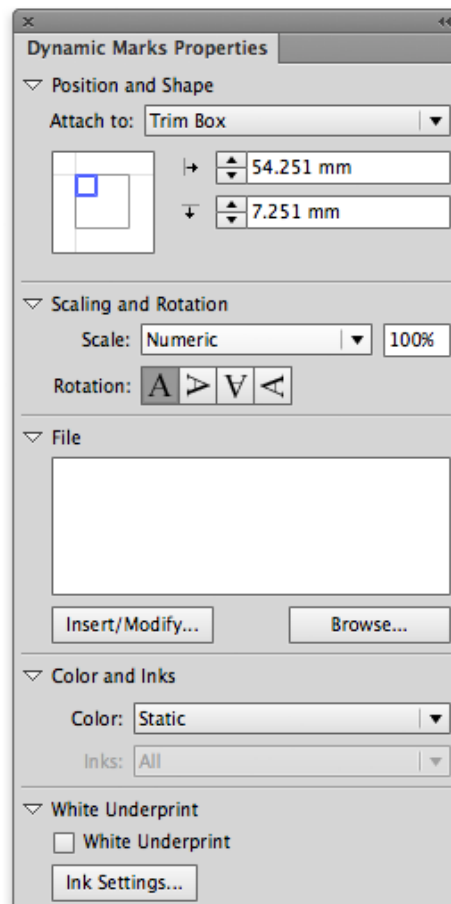 Dynamic Marks Properties
Position and Shape
Attach to: Trim Box
54.251 mm
7.251 mm
Scaling and Rotation
Scale: Numeric 100%
Rotation: A A A A
File
Insert/Modify... Browse...
Color and Inks
Color: Static
Inks: All
White Underprint
White Underprint
Ink Settings...